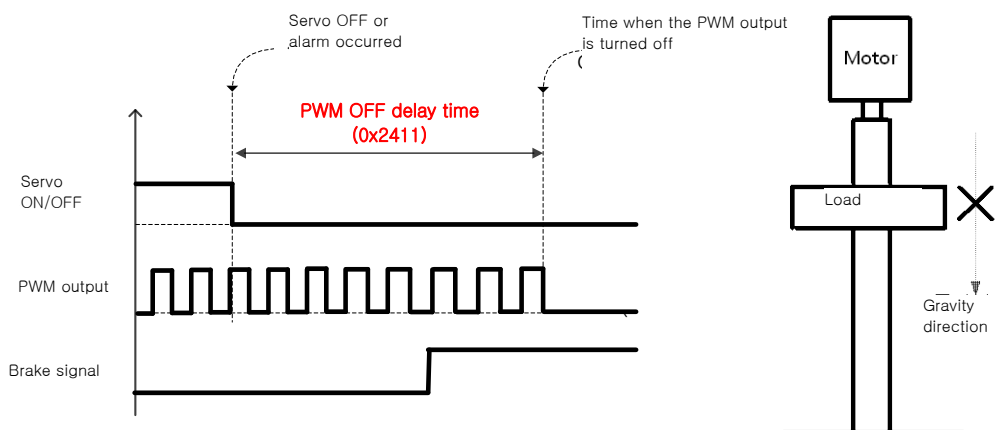 Servo OFF or
alarm occurred
Time when the PWM output
is turned off
(
Motor
PWM OFF delay time
(0x2411)
Servo
ON/OFF
Load
PWM output
Gravity
direction
Brake signal